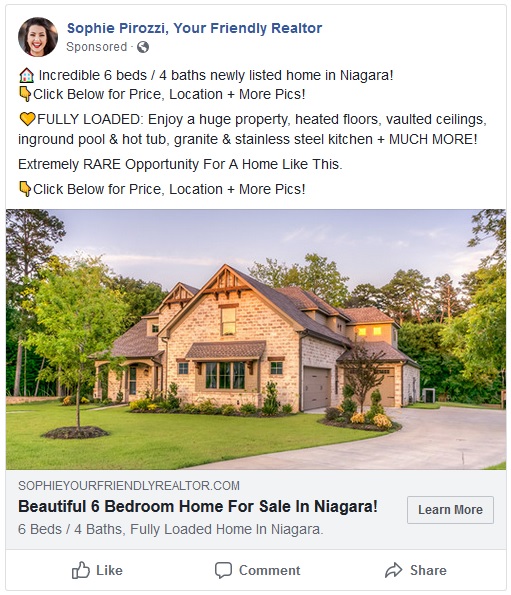 Sophie Pirozzi, Your Friendly Realtor
Sponsored ·
🏠 Incredible 6 beds / 4 baths newly listed home in Niagara!
👇Click Below for Price, Location + More Pics!
💛FULLY LOADED: Enjoy a huge property, heated floors, vaulted ceilings,
inground pool & hot tub, granite & stainless steel kitchen + MUCH MORE!
Extremely RARE Opportunity For A Home Like This.
👇Click Below for Price, Location + More Pics!
SOPHIEYOURFRIENDLYREALTOR.COM
Beautiful 6 Bedroom Home For Sale In Niagara!
Learn More
6 Beds / 4 Baths, Fully Loaded Home In Niagara.
Like Comment Share